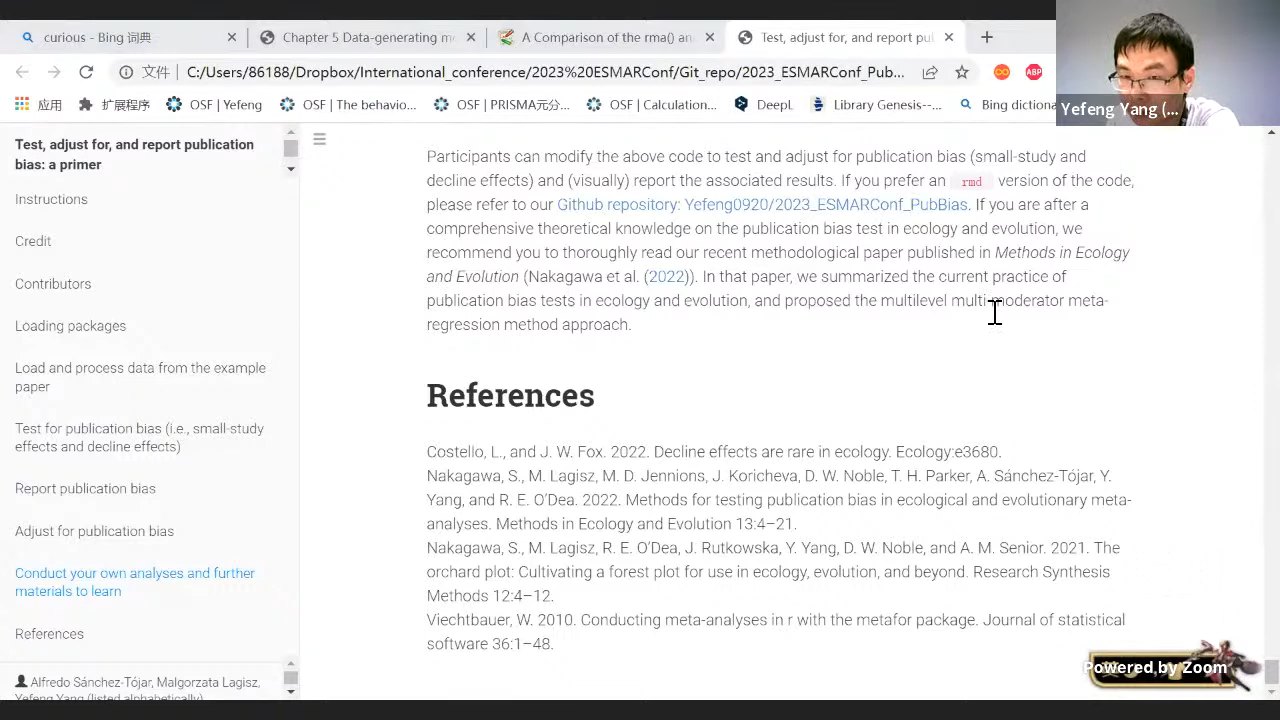 curious - Bing 词典
Chapter 5 Data-generating me
A Comparison of the rma() an
Test, adjust for, and report pu
文件
C:/Users/86188/Dropbox/International_conference/2023%20ESMARConf/Git_repo/2023_ESMARConf_Pub...
ABP
应用
扩展程序
OSF | Yefeng
OSF | The behavio...
OSF | PRISMA元分...
OSF | Calculation...
DeepL
Library Genesis--...
Bing dictiona
Yefeng Yang (...
Test, adjust for, and report publication
bias: a primer
Instructions
Credit
Contributors
Loading packages
Load and process data from the example
paper
Test for publication bias (i.e., small-study
effects and decline effects)
Report publication bias
Adjust for publication bias
Conduct your own analyses and further
materials to learn
References
Alfredo Sánchez-Tójar, Malgorzata Lagisz,
Yefeng Yang (listed alphabetically)
Participants can modify the above code to test and adjust for publication bias (small-study and
decline effects) and (visually) report the associated results. If you prefer an rmd version of the code,
please refer to our Github repository: Yefeng0920/2023_ESMARConf_PubBias. If you are after a
comprehensive theoretical knowledge on the publication bias test in ecology and evolution, we
recommend you to thoroughly read our recent methodological paper published in Methods in Ecology
and Evolution (Nakagawa et al. (2022)). In that paper, we summarized the current practice of
publication bias tests in ecology and evolution, and proposed the multilevel multi-moderator meta-
regression method approach.
References
Costello, L., and J. W. Fox. 2022. Decline effects are rare in ecology. Ecology:e3680.
Nakagawa, S., M. Lagisz, M. D. Jennions, J. Koricheva, D. W. Noble, T. H. Parker, A. Sánchez-Tójar, Y.
Yang, and R. E. O’Dea. 2022. Methods for testing publication bias in ecological and evolutionary meta-
analyses. Methods in Ecology and Evolution 13:4–21.
Nakagawa, S., M. Lagisz, R. E. O’Dea, J. Rutkowska, Y. Yang, D. W. Noble, and A. M. Senior. 2021. The
orchard plot: Cultivating a forest plot for use in ecology, evolution, and beyond. Research Synthesis
Methods 12:4–12.
Viechtbauer, W. 2010. Conducting meta-analyses in r with the metafor package. Journal of statistical
software 36:1–48.
Powered by Zoom